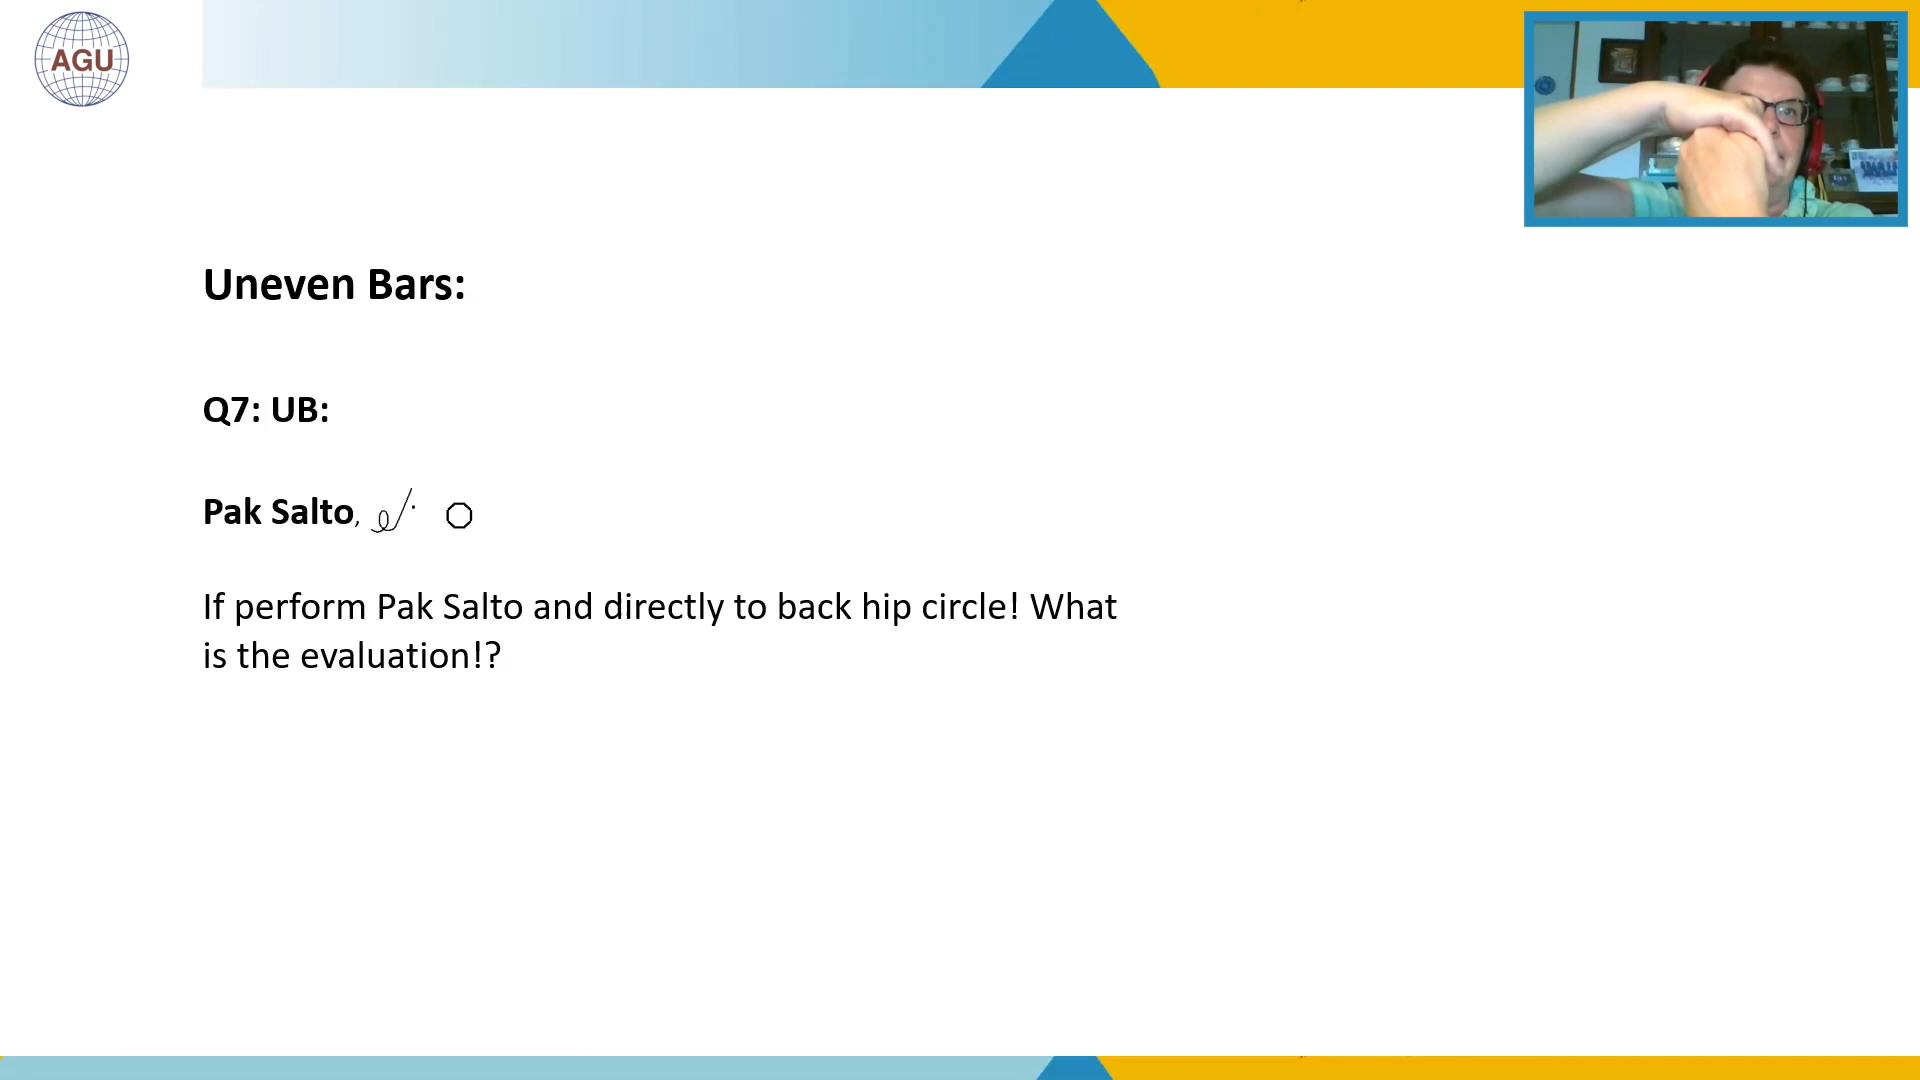 AGU
Uneven Bars:
Q7: UB:
Pak Salto,
If perform Pak Salto and directly to back hip circle! What
is the evaluation!?